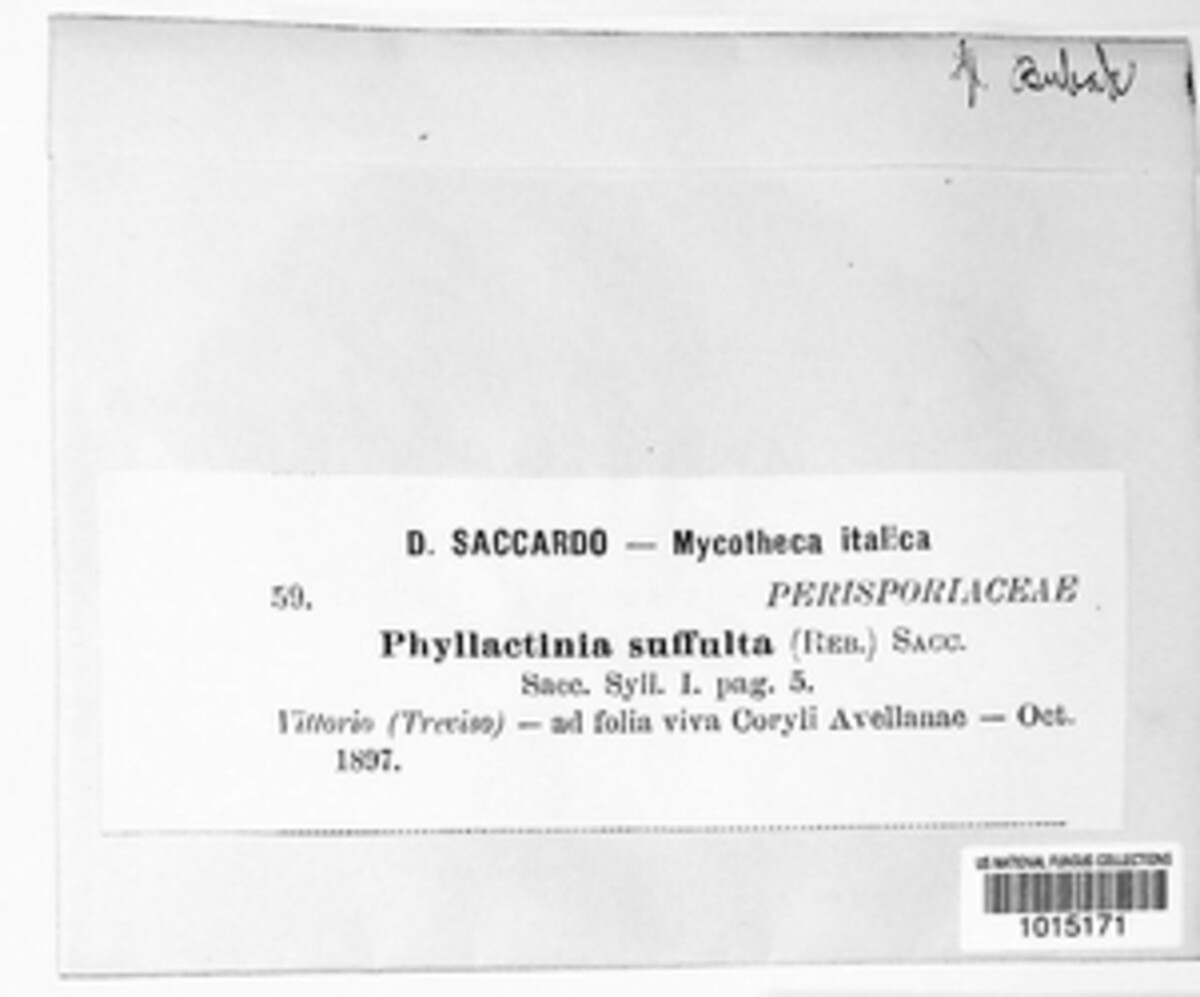 D. SACCARDO — Mycotheca italica
59. PERISPORIACEAE
Phyllactinia suffulta (REB.) SACC.
Sacc. Syll. I. pag. 5.
Vittorio (Treviso) — ad folia viva Coryli Avellanae — Oct.
1897.
US NATIONAL FUNGUS COLLECTIONS
1015171